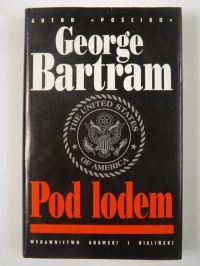 AUTOR «POŚCIGU»
George
Bartram
THE UNITED STATES
OF AMERICA
Pod lodem
WYDAWNICTWO ADAMSKI I BIELIŃSKI